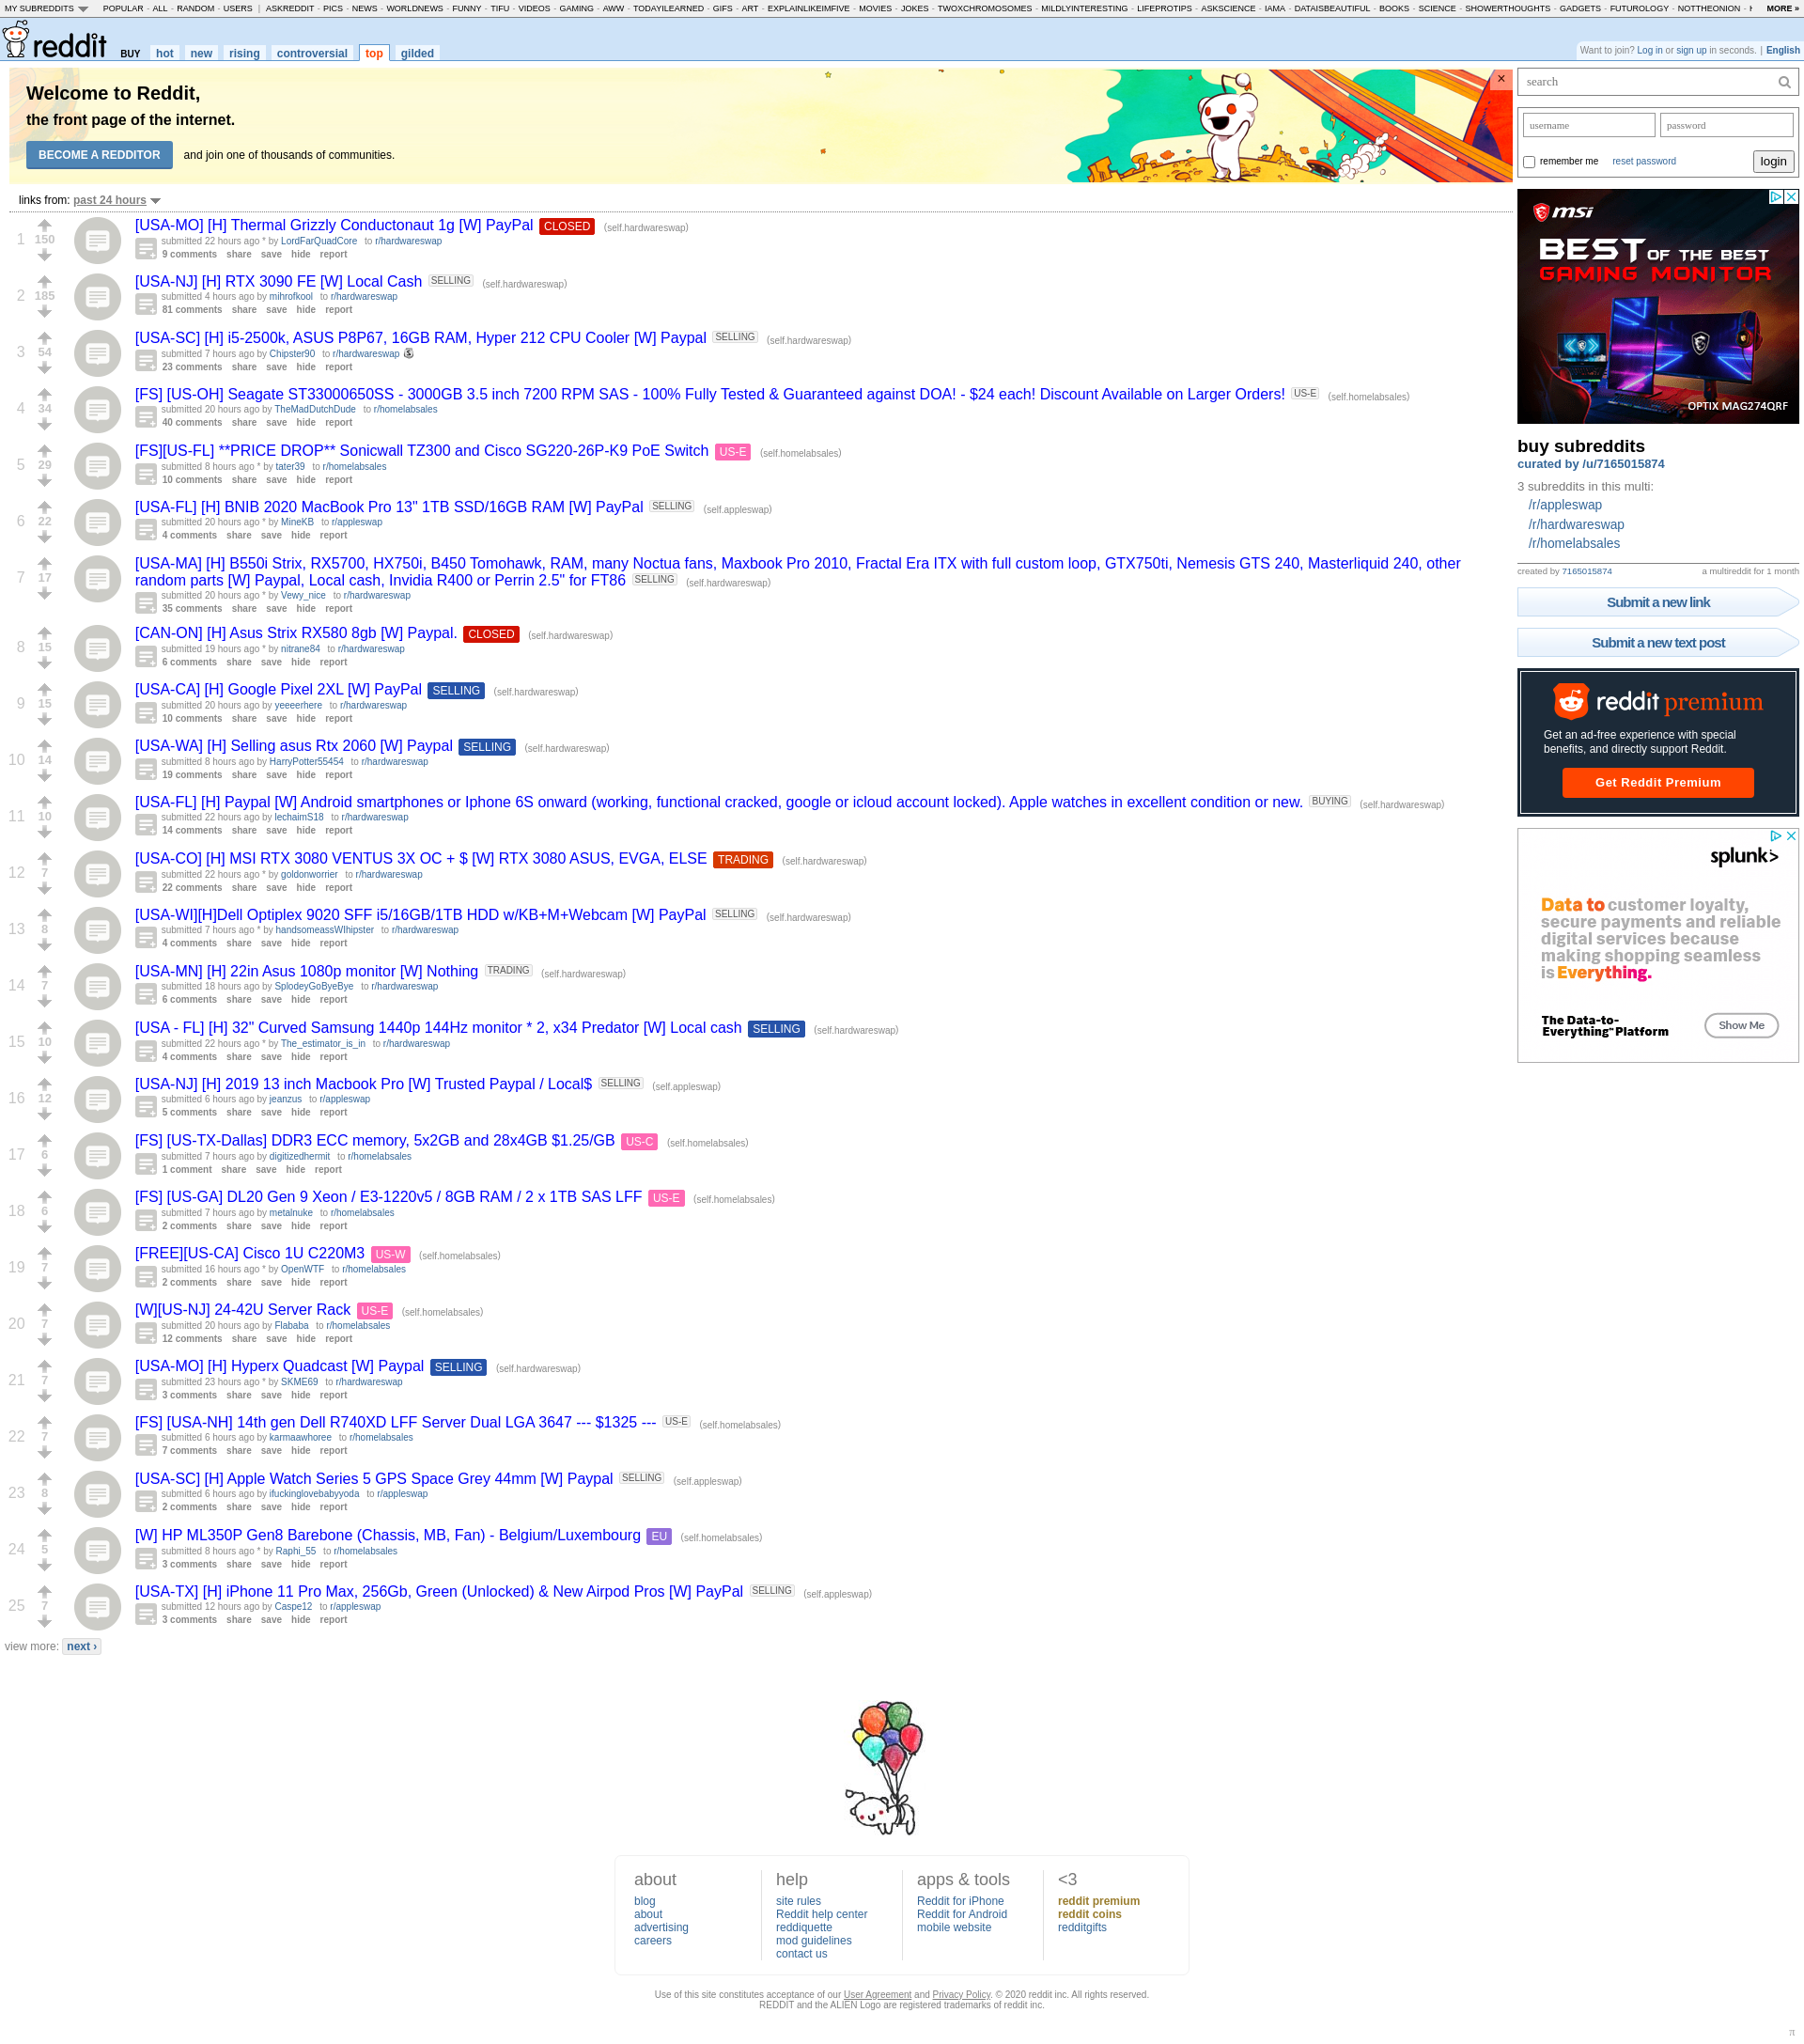 MY SUBREDDITS POPULAR - ALL - RANDOM - USERS | ASKREDDIT - PICS - NEWS - WORLDNEWS - FUNNY - TIFU - VIDEOS - GAMING - AWW - TODAYILEARNED - GIFS - ART - EXPLAINLIKEIMFIVE - MOVIES - JOKES - TWOXCHROMOSOMES - MILDLYINTERESTING - LIFEPROTIPS - ASKSCIENCE - IAMA - DATAISBEAUTIFUL - BOOKS - SCIENCE - SHOWERTHOUGHTS - GADGETS - FUTUROLOGY - NOTTHEONION - MORE »
reddit BUY hot new rising controversial top gilded
Want to join? Log in or sign up in seconds. | English
Welcome to Reddit,
the front page of the internet.
BECOME A REDDITOR and join one of thousands of communities.
×
links from: past 24 hours
1 150 [USA-MO] [H] Thermal Grizzly Conductonaut 1g [W] PayPal CLOSED (self.hardwareswap)
submitted 22 hours ago * by LordFarQuadCore to r/hardwareswap
9 comments share save hide report
2 185 [USA-NJ] [H] RTX 3090 FE [W] Local Cash SELLING (self.hardwareswap)
submitted 4 hours ago by mihrofkool to r/hardwareswap
81 comments share save hide report
3 54 [USA-SC] [H] i5-2500k, ASUS P8P67, 16GB RAM, Hyper 212 CPU Cooler [W] Paypal SELLING (self.hardwareswap)
submitted 7 hours ago by Chipster90 to r/hardwareswap
23 comments share save hide report
4 34 [FS] [US-OH] Seagate ST33000650SS - 3000GB 3.5 inch 7200 RPM SAS - 100% Fully Tested & Guaranteed against DOA! - $24 each! Discount Available on Larger Orders! US-E (self.homelabsales)
submitted 20 hours ago by TheMadDutchDude to r/homelabsales
40 comments share save hide report
5 29 [FS][US-FL] **PRICE DROP** Sonicwall TZ300 and Cisco SG220-26P-K9 PoE Switch US-E (self.homelabsales)
submitted 8 hours ago * by tater39 to r/homelabsales
10 comments share save hide report
6 22 [USA-FL] [H] BNIB 2020 MacBook Pro 13" 1TB SSD/16GB RAM [W] PayPal SELLING (self.appleswap)
submitted 20 hours ago * by MineKB to r/appleswap
4 comments share save hide report
7 17 [USA-MA] [H] B550i Strix, RX5700, HX750i, B450 Tomohawk, RAM, many Noctua fans, Maxbook Pro 2010, Fractal Era ITX with full custom loop, GTX750ti, Nemesis GTS 240, Masterliquid 240, other
random parts [W] Paypal, Local cash, Invidia R400 or Perrin 2.5" for FT86 SELLING (self.hardwareswap)
submitted 20 hours ago * by Vewy_nice to r/hardwareswap
35 comments share save hide report
8 15 [CAN-ON] [H] Asus Strix RX580 8gb [W] Paypal. CLOSED (self.hardwareswap)
submitted 19 hours ago * by nitrane84 to r/hardwareswap
6 comments share save hide report
9 15 [USA-CA] [H] Google Pixel 2XL [W] PayPal SELLING (self.hardwareswap)
submitted 20 hours ago by yeeeerhere to r/hardwareswap
10 comments share save hide report
10 14 [USA-WA] [H] Selling asus Rtx 2060 [W] Paypal SELLING (self.hardwareswap)
submitted 8 hours ago by HarryPotter55454 to r/hardwareswap
19 comments share save hide report
11 10 [USA-FL] [H] Paypal [W] Android smartphones or Iphone 6S onward (working, functional cracked, google or icloud account locked). Apple watches in excellent condition or new. BUYING (self.hardwareswap)
submitted 22 hours ago by lechaimS18 to r/hardwareswap
14 comments share save hide report
12 7 [USA-CO] [H] MSI RTX 3080 VENTUS 3X OC + $ [W] RTX 3080 ASUS, EVGA, ELSE TRADING (self.hardwareswap)
submitted 22 hours ago by goldonworrier to r/hardwareswap
22 comments share save hide report
13 8 [USA-WI][H]Dell Optiplex 9020 SFF i5/16GB/1TB HDD w/KB+M+Webcam [W] PayPal SELLING (self.hardwareswap)
submitted 7 hours ago * by handsomeassWIhipster to r/hardwareswap
4 comments share save hide report
14 7 [USA-MN] [H] 22in Asus 1080p monitor [W] Nothing TRADING (self.hardwareswap)
submitted 18 hours ago by SplodeyGoByeBye to r/hardwareswap
6 comments share save hide report
15 10 [USA - FL] [H] 32" Curved Samsung 1440p 144Hz monitor * 2, x34 Predator [W] Local cash SELLING (self.hardwareswap)
submitted 22 hours ago * by The_estimator_is_in to r/hardwareswap
4 comments share save hide report
16 12 [USA-NJ] [H] 2019 13 inch Macbook Pro [W] Trusted Paypal / Local$ SELLING (self.appleswap)
submitted 6 hours ago by jeanzus to r/appleswap
5 comments share save hide report
17 6 [FS] [US-TX-Dallas] DDR3 ECC memory, 5x2GB and 28x4GB $1.25/GB US-C (self.homelabsales)
submitted 7 hours ago by digitizedhermit to r/homelabsales
1 comment share save hide report
18 6 [FS] [US-GA] DL20 Gen 9 Xeon / E3-1220v5 / 8GB RAM / 2 x 1TB SAS LFF US-E (self.homelabsales)
submitted 7 hours ago by metalnuke to r/homelabsales
2 comments share save hide report
19 7 [FREE][US-CA] Cisco 1U C220M3 US-W (self.homelabsales)
submitted 16 hours ago * by OpenWTF to r/homelabsales
2 comments share save hide report
20 7 [W][US-NJ] 24-42U Server Rack US-E (self.homelabsales)
submitted 20 hours ago by Flababa to r/homelabsales
12 comments share save hide report
21 7 [USA-MO] [H] Hyperx Quadcast [W] Paypal SELLING (self.hardwareswap)
submitted 23 hours ago * by SKME69 to r/hardwareswap
3 comments share save hide report
22 7 [FS] [USA-NH] 14th gen Dell R740XD LFF Server Dual LGA 3647 --- $1325 --- US-E (self.homelabsales)
submitted 6 hours ago by karmaawhoree to r/homelabsales
7 comments share save hide report
23 8 [USA-SC] [H] Apple Watch Series 5 GPS Space Grey 44mm [W] Paypal SELLING (self.appleswap)
submitted 6 hours ago by ifuckinglovebabyyoda to r/appleswap
2 comments share save hide report
24 5 [W] HP ML350P Gen8 Barebone (Chassis, MB, Fan) - Belgium/Luxembourg EU (self.homelabsales)
submitted 8 hours ago * by Raphi_55 to r/homelabsales
3 comments share save hide report
25 7 [USA-TX] [H] iPhone 11 Pro Max, 256Gb, Green (Unlocked) & New Airpod Pros [W] PayPal SELLING (self.appleswap)
submitted 12 hours ago by Caspe12 to r/appleswap
3 comments share save hide report
view more: next ›
search
username password
remember me reset password login
msi
BEST OF THE BEST
GAMING MONITOR
OPTIX MAG274QRF
buy subreddits
curated by /u/7165015874
3 subreddits in this multi:
/r/appleswap
/r/hardwareswap
/r/homelabsales
created by 7165015874 a multireddit for 1 month
Submit a new link
Submit a new text post
reddit premium
Get an ad-free experience with special
benefits, and directly support Reddit.
Get Reddit Premium
splunk>
Data to customer loyalty,
secure payments and reliable
digital services because
making shopping seamless
is Everything.
The Data-to-
Everything™ Platform
Show Me
about
blog
about
advertising
careers
help
site rules
Reddit help center
reddiquette
mod guidelines
contact us
apps & tools
Reddit for iPhone
Reddit for Android
mobile website
<3
reddit premium
reddit coins
redditgifts
Use of this site constitutes acceptance of our User Agreement and Privacy Policy. © 2020 reddit inc. All rights reserved.
REDDIT and the ALIEN Logo are registered trademarks of reddit inc.
π